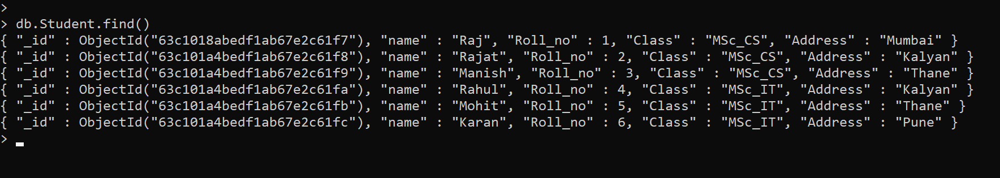 >
> db.Student.find()
{ "_id" : ObjectId("63c1018abedf1ab67e2c61f7"), "name" : "Raj", "Roll_no" : 1, "Class" : "MSc_CS", "Address" : "Mumbai" }
{ "_id" : ObjectId("63c101a4bedf1ab67e2c61f8"), "name" : "Rajat", "Roll_no" : 2, "Class" : "MSc_CS", "Address" : "Kalyan" }
{ "_id" : ObjectId("63c101a4bedf1ab67e2c61f9"), "name" : "Manish", "Roll_no" : 3, "Class" : "MSc_CS", "Address" : "Thane" }
{ "_id" : ObjectId("63c101a4bedf1ab67e2c61fa"), "name" : "Rahul", "Roll_no" : 4, "Class" : "MSc_IT", "Address" : "Kalyan" }
{ "_id" : ObjectId("63c101a4bedf1ab67e2c61fb"), "name" : "Mohit", "Roll_no" : 5, "Class" : "MSc_IT", "Address" : "Thane" }
{ "_id" : ObjectId("63c101a4bedf1ab67e2c61fc"), "name" : "Karan", "Roll_no" : 6, "Class" : "MSc_IT", "Address" : "Pune" }
>